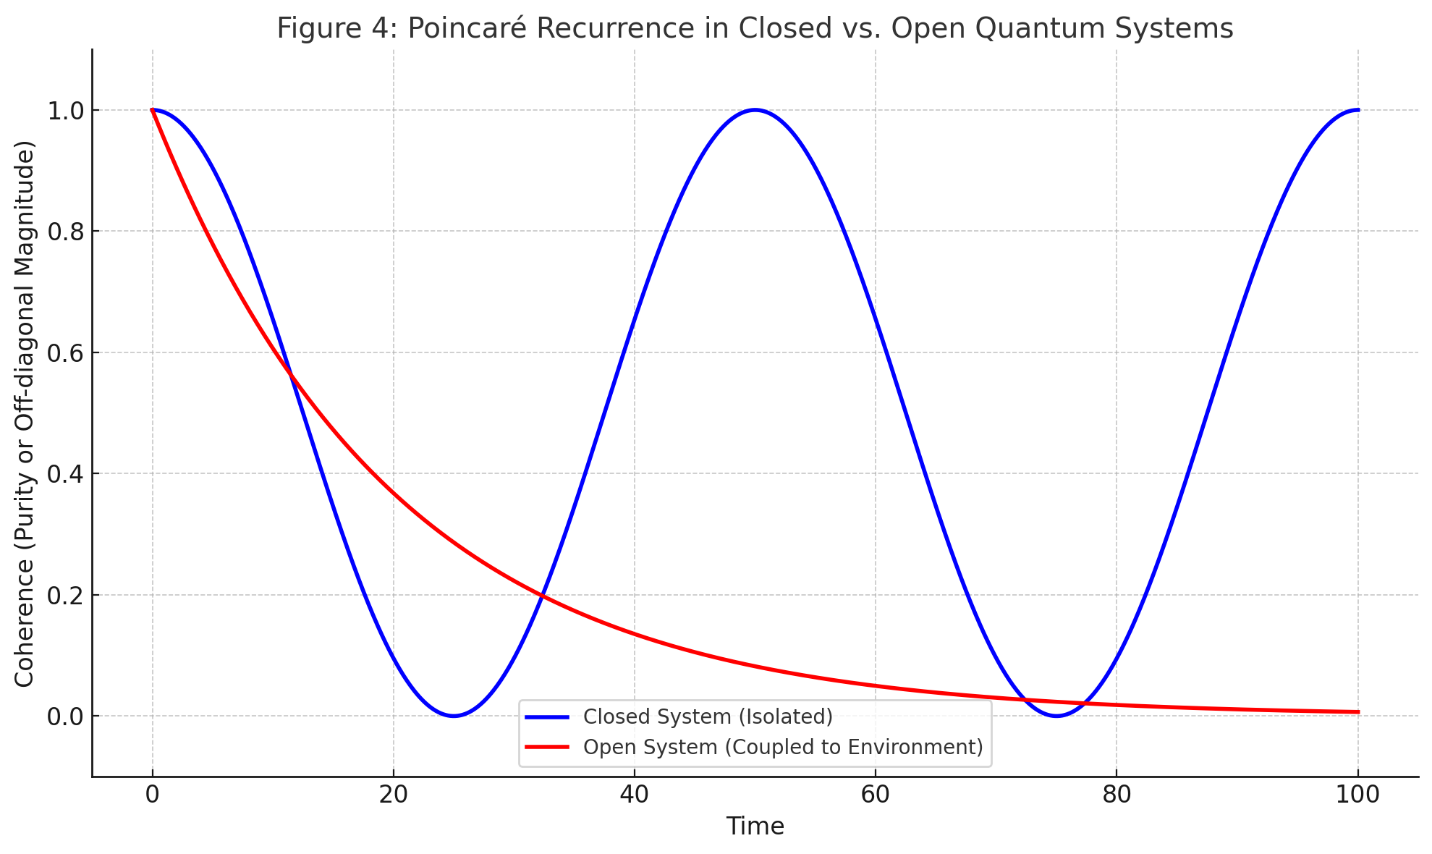 Figure 4: Poincaré Recurrence in Closed vs. Open Quantum Systems
Coherence (Purity or Off-diagonal Magnitude)
1.0
0.8
0.6
0.4
0.2
0.0
Closed System (Isolated)
Open System (Coupled to Environment)
0 20 40 60 80 100
Time